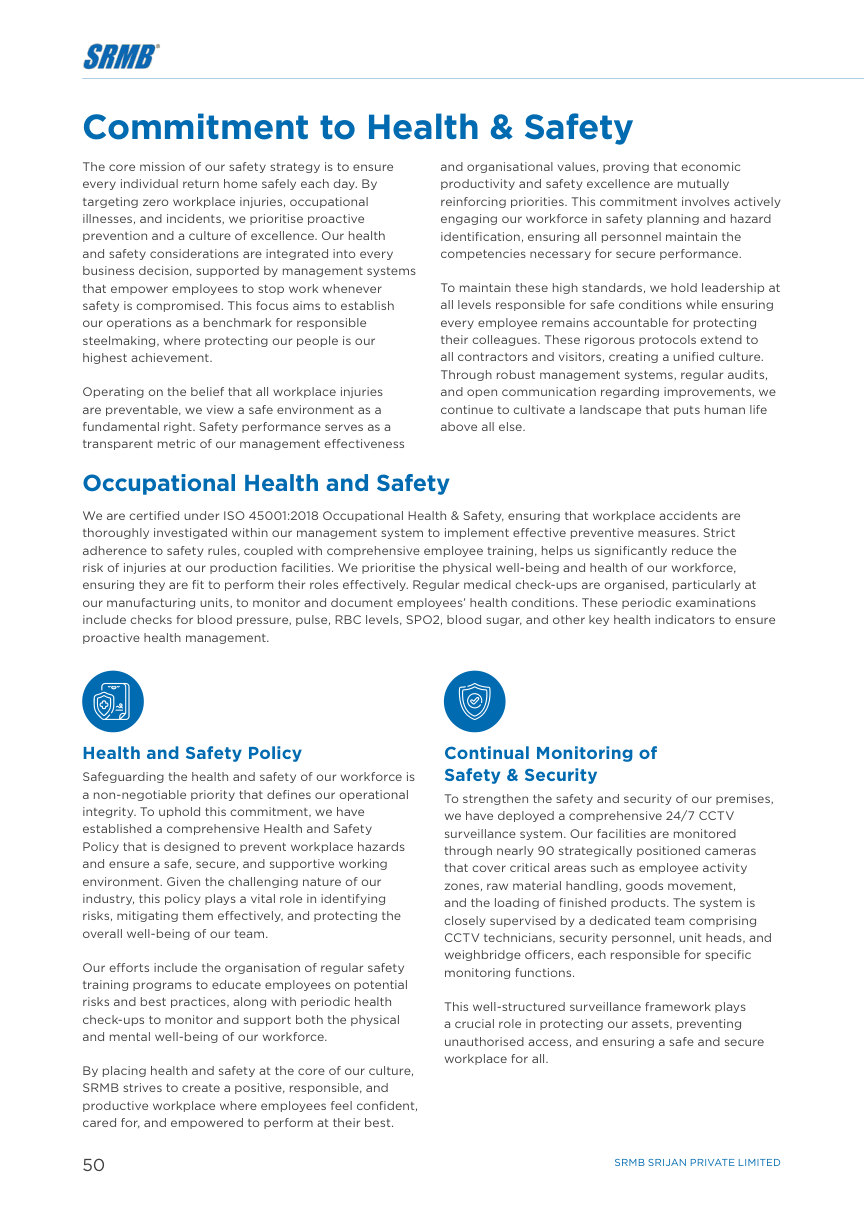 SRMB®
Commitment to Health & Safety
The core mission of our safety strategy is to ensure
every individual return home safely each day. By
targeting zero workplace injuries, occupational
illnesses, and incidents, we prioritise proactive
prevention and a culture of excellence. Our health
and safety considerations are integrated into every
business decision, supported by management systems
that empower employees to stop work whenever
safety is compromised. This focus aims to establish
our operations as a benchmark for responsible
steelmaking, where protecting our people is our
highest achievement.
Operating on the belief that all workplace injuries
are preventable, we view a safe environment as a
fundamental right. Safety performance serves as a
transparent metric of our management effectiveness
and organisational values, proving that economic
productivity and safety excellence are mutually
reinforcing priorities. This commitment involves actively
engaging our workforce in safety planning and hazard
identification, ensuring all personnel maintain the
competencies necessary for secure performance.
To maintain these high standards, we hold leadership at
all levels responsible for safe conditions while ensuring
every employee remains accountable for protecting
their colleagues. These rigorous protocols extend to
all contractors and visitors, creating a unified culture.
Through robust management systems, regular audits,
and open communication regarding improvements, we
continue to cultivate a landscape that puts human life
above all else.
Occupational Health and Safety
We are certified under ISO 45001:2018 Occupational Health & Safety, ensuring that workplace accidents are
thoroughly investigated within our management system to implement effective preventive measures. Strict
adherence to safety rules, coupled with comprehensive employee training, helps us significantly reduce the
risk of injuries at our production facilities. We prioritise the physical well-being and health of our workforce,
ensuring they are fit to perform their roles effectively. Regular medical check-ups are organised, particularly at
our manufacturing units, to monitor and document employees' health conditions. These periodic examinations
include checks for blood pressure, pulse, RBC levels, SPO2, blood sugar, and other key health indicators to ensure
proactive health management.
Health and Safety Policy
Safeguarding the health and safety of our workforce is
a non-negotiable priority that defines our operational
integrity. To uphold this commitment, we have
established a comprehensive Health and Safety
Policy that is designed to prevent workplace hazards
and ensure a safe, secure, and supportive working
environment. Given the challenging nature of our
industry, this policy plays a vital role in identifying
risks, mitigating them effectively, and protecting the
overall well-being of our team.
Our efforts include the organisation of regular safety
training programs to educate employees on potential
risks and best practices, along with periodic health
check-ups to monitor and support both the physical
and mental well-being of our workforce.
By placing health and safety at the core of our culture,
SRMB strives to create a positive, responsible, and
productive workplace where employees feel confident,
cared for, and empowered to perform at their best.
Continual Monitoring of
Safety & Security
To strengthen the safety and security of our premises,
we have deployed a comprehensive 24/7 CCTV
surveillance system. Our facilities are monitored
through nearly 90 strategically positioned cameras
that cover critical areas such as employee activity
zones, raw material handling, goods movement,
and the loading of finished products. The system is
closely supervised by a dedicated team comprising
CCTV technicians, security personnel, unit heads, and
weighbridge officers, each responsible for specific
monitoring functions.
This well-structured surveillance framework plays
a crucial role in protecting our assets, preventing
unauthorised access, and ensuring a safe and secure
workplace for all.
50
SRMB SRIJAN PRIVATE LIMITED